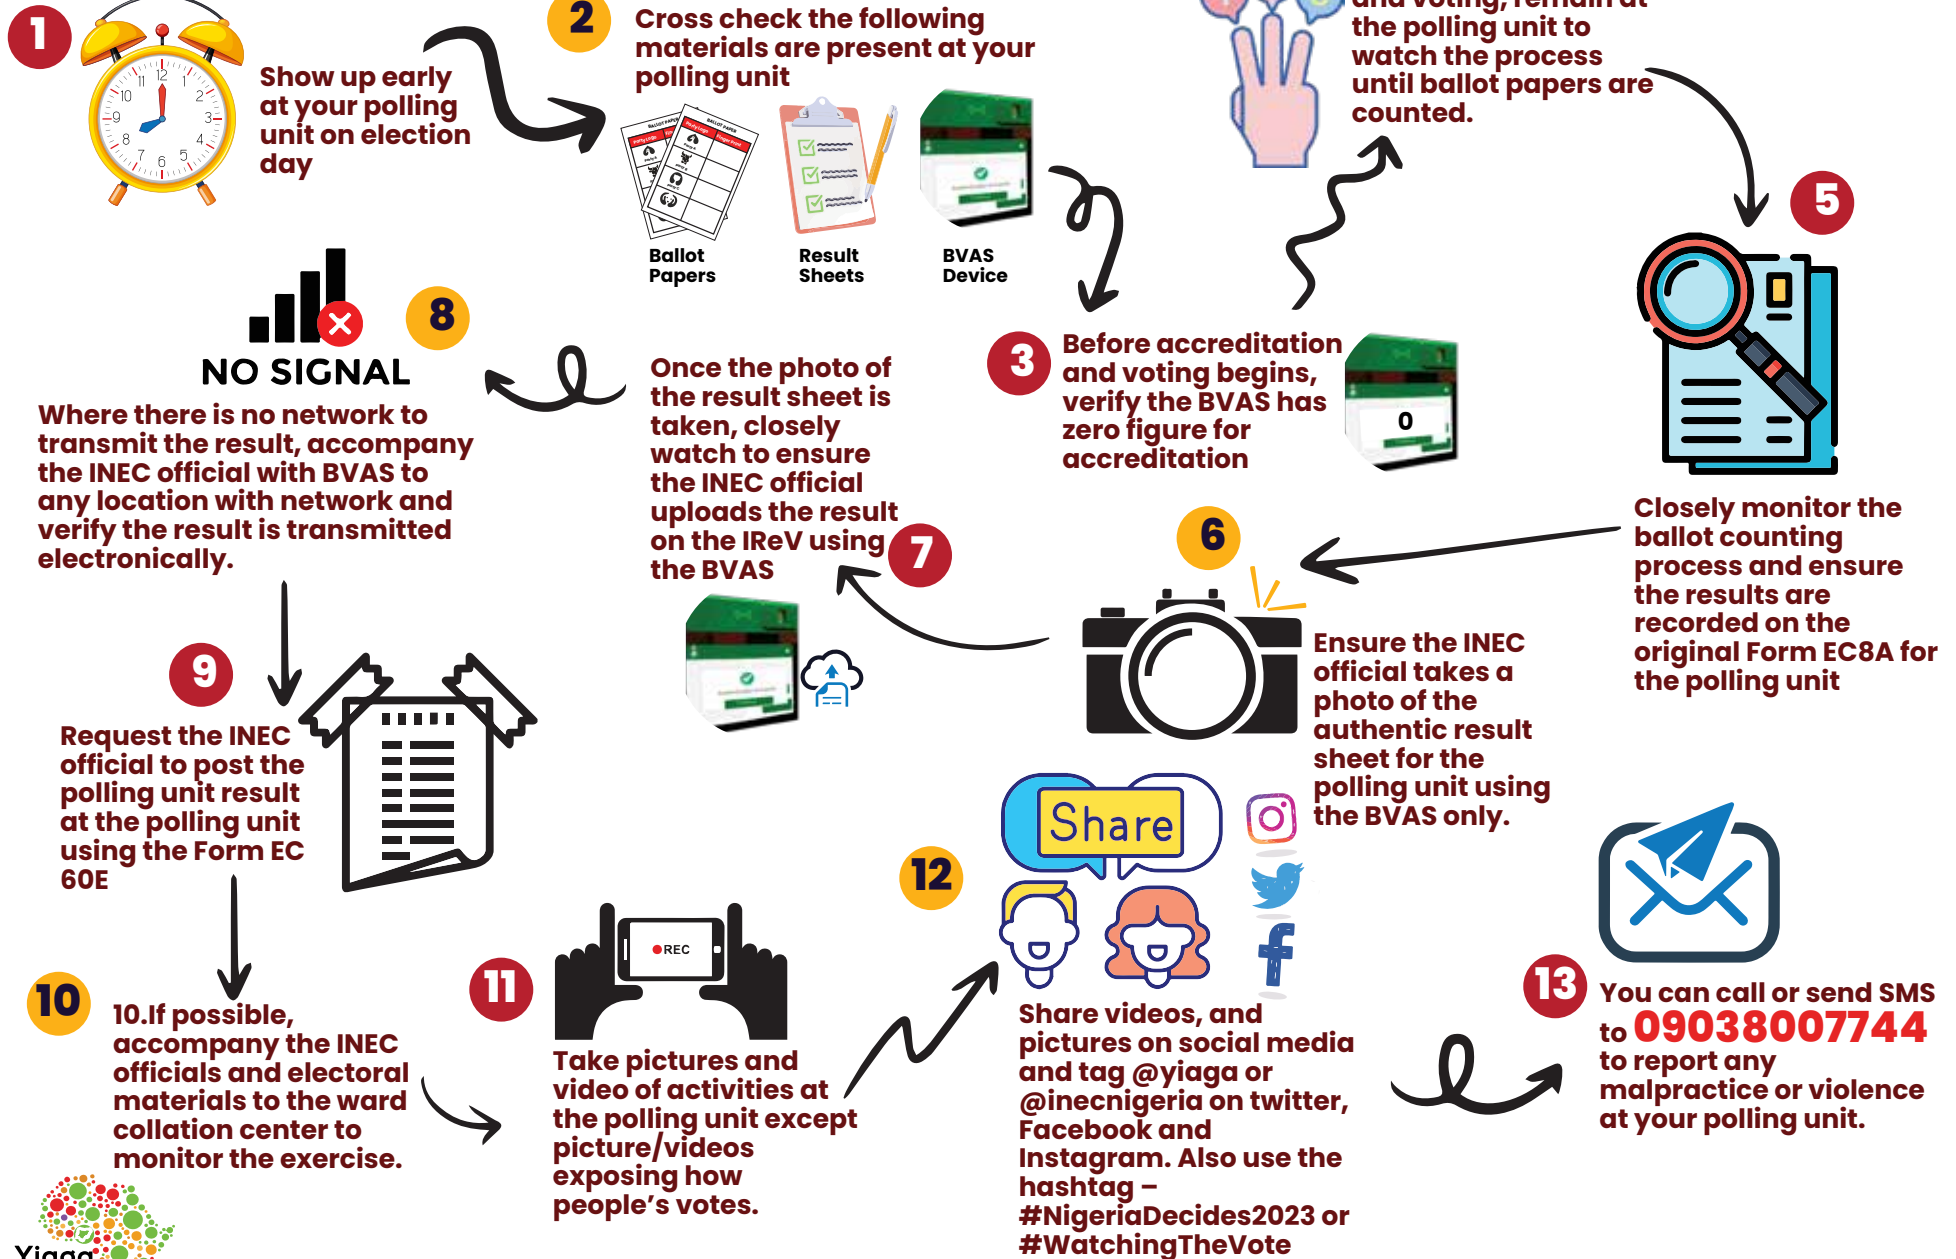 1
Show up early
at your polling
unit on election
day
2
Cross check the following
materials are present at your
polling unit
BALLOT PAPER
BALLOT PAPER
Party Logo
Finger Print
Ballot
Papers
Result
Sheets
BVAS
Device
3
Before accreditation
and voting begins,
verify the BVAS has
zero figure for
accreditation
0
and voting, remain at
the polling unit to
watch the process
until ballot papers are
counted.
5
Closely monitor the
ballot counting
process and ensure
the results are
recorded on the
original Form EC8A for
the polling unit
6
Ensure the INEC
official takes a
photo of the
authentic result
sheet for the
polling unit using
the BVAS only.
7
Once the photo of
the result sheet is
taken, closely
watch to ensure
the INEC official
uploads the result
on the IReV using
the BVAS
8
NO SIGNAL
Where there is no network to
transmit the result, accompany
the INEC official with BVAS to
any location with network and
verify the result is transmitted
electronically.
9
Request the INEC
official to post the
polling unit result
at the polling unit
using the Form EC
60E
10
10.If possible,
accompany the INEC
officials and electoral
materials to the ward
collation center to
monitor the exercise.
11
REC
Take pictures and
video of activities at
the polling unit except
picture/videos
exposing how
people's votes.
12
Share
Share videos, and
pictures on social media
and tag @yiaga or
@inecnigeria on twitter,
Facebook and
Instagram. Also use the
hashtag –
#NigeriaDecides2023 or
#WatchingTheVote
13
You can call or send SMS
to 09038007744
to report any
malpractice or violence
at your polling unit.
Yiaga